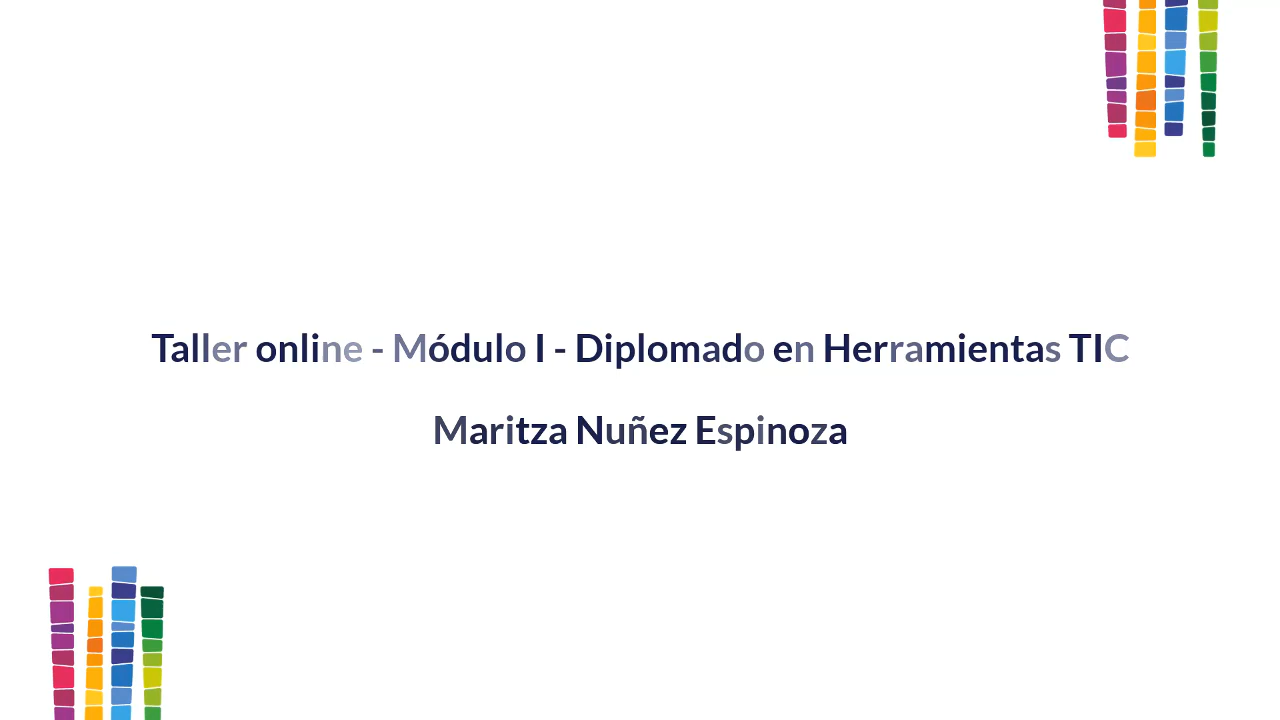 Taller online - Módulo I - Diplomado en Herramientas TIC
Maritza Nuñez Espinoza